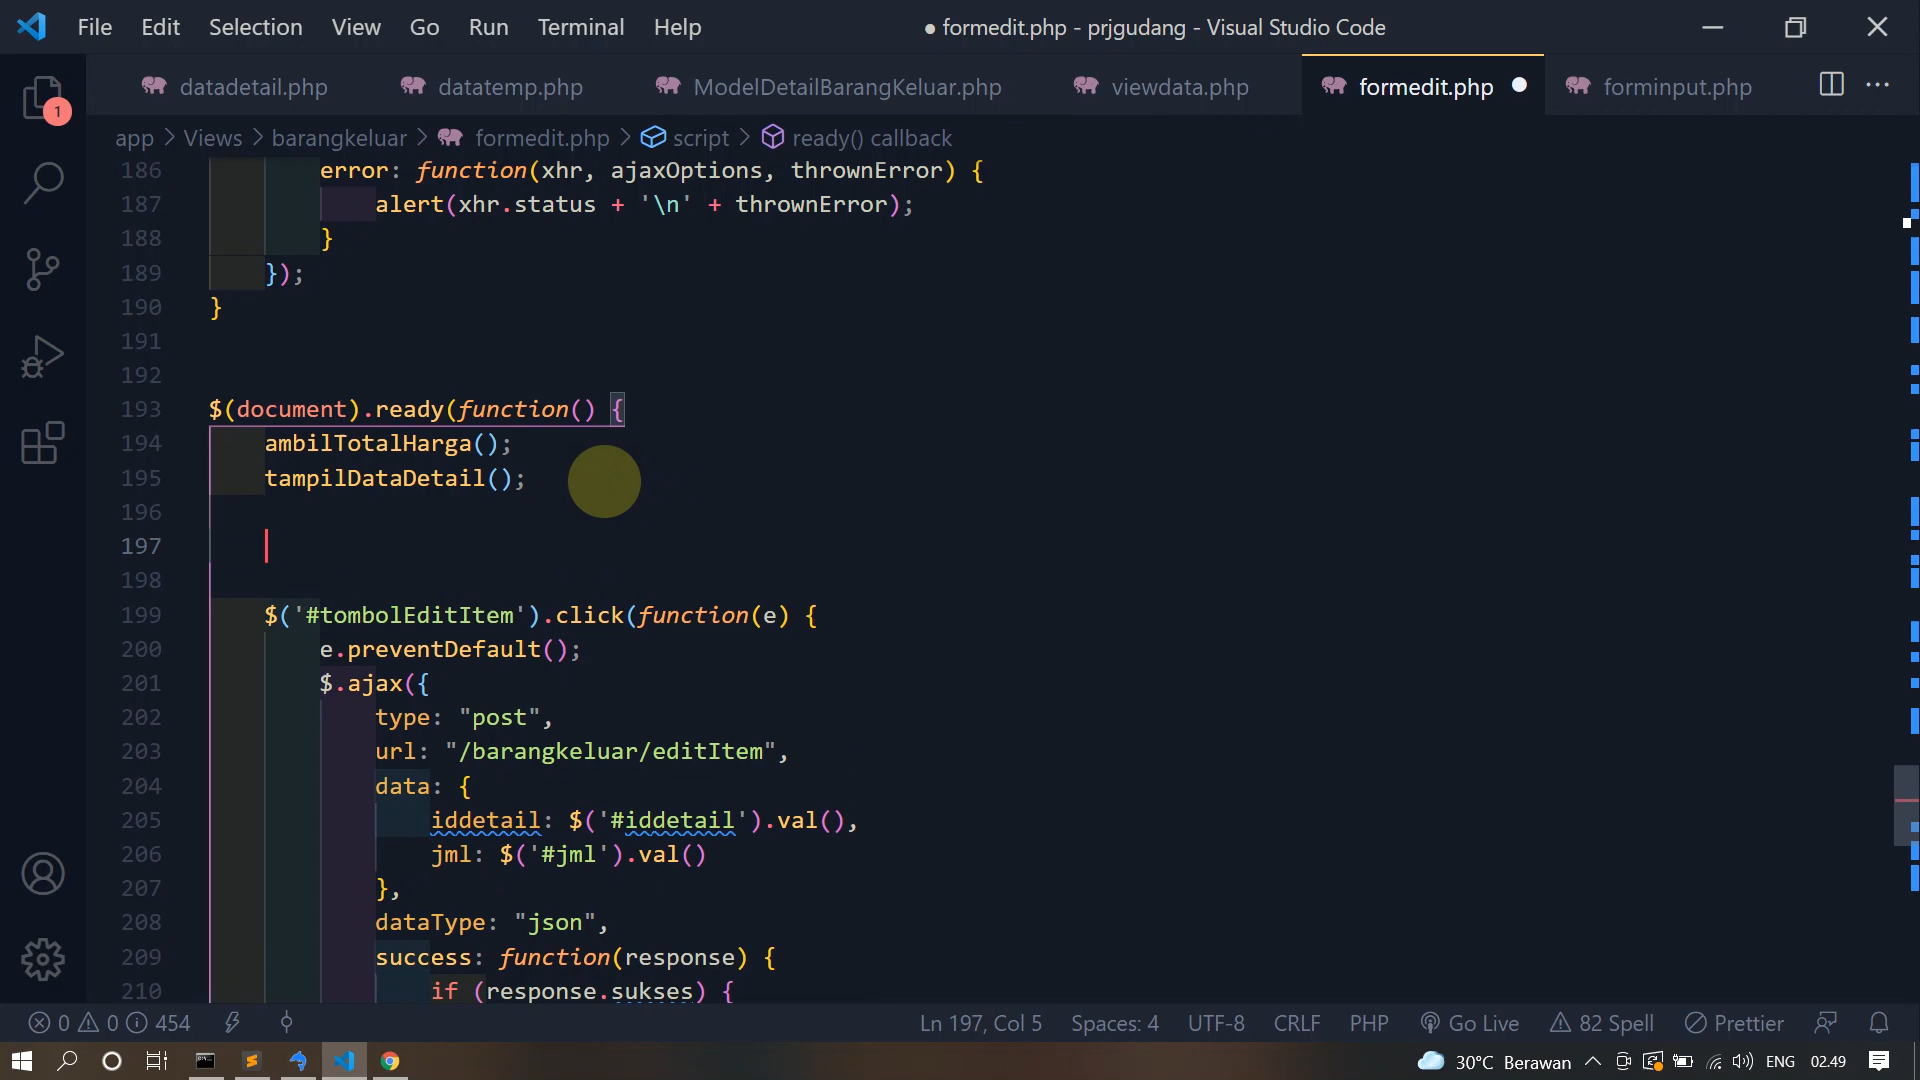 File Edit Selection View Go Run Terminal Help
● formedit.php - prjgudang - Visual Studio Code
datadetail.php datatemp.php ModelDetailBarangKeluar.php viewdata.php formedit.php forminput.php
1
app > Views > barangkeluar > formedit.php > script > ready() callback
186 error: function(xhr, ajaxOptions, thrownError) {
187 alert(xhr.status + '\n' + thrownError);
188 }
189 });
190 }
191
192
193 $(document).ready(function() {
194 ambilTotalHarga();
195 tampilDataDetail();
196
197
198
199 $('#tombolEditItem').click(function(e) {
200 e.preventDefault();
201 $.ajax({
202 type: "post",
203 url: "/barangkeluar/editItem",
204 data: {
205 iddetail: $('#iddetail').val(),
206 jml: $('#jml').val()
207 },
208 dataType: "json",
209 success: function(response) {
210 if (response.sukses) {
0 0 454 Ln 197, Col 5 Spaces: 4 UTF-8 CRLF PHP Go Live 82 Spell Prettier
30°C Berawan ENG 02.49